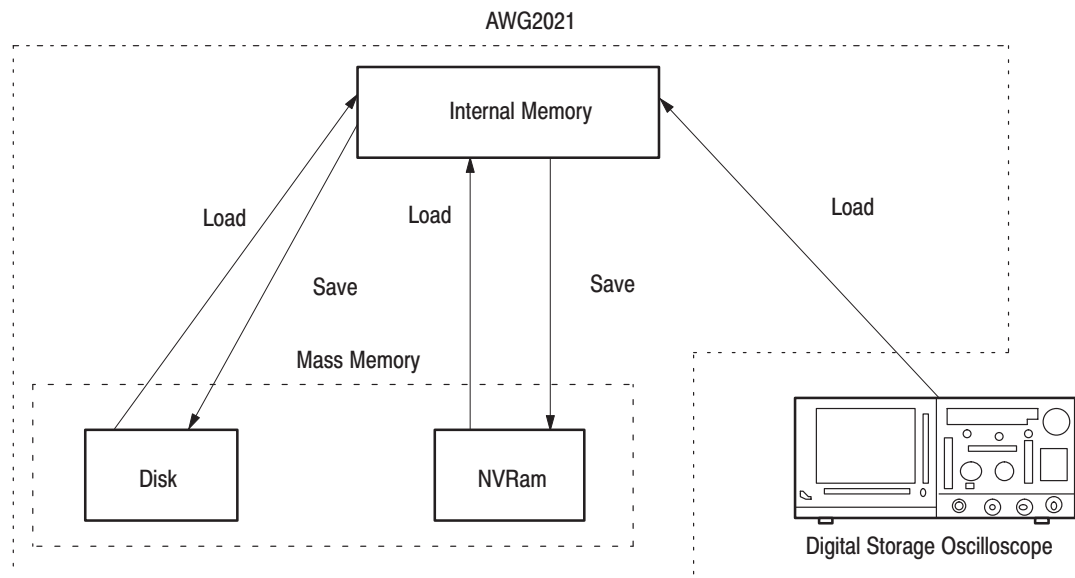 AWG2021
Internal Memory
Load
Load
Load
Save
Save
Mass Memory
Disk
NVRam
Digital Storage Oscilloscope